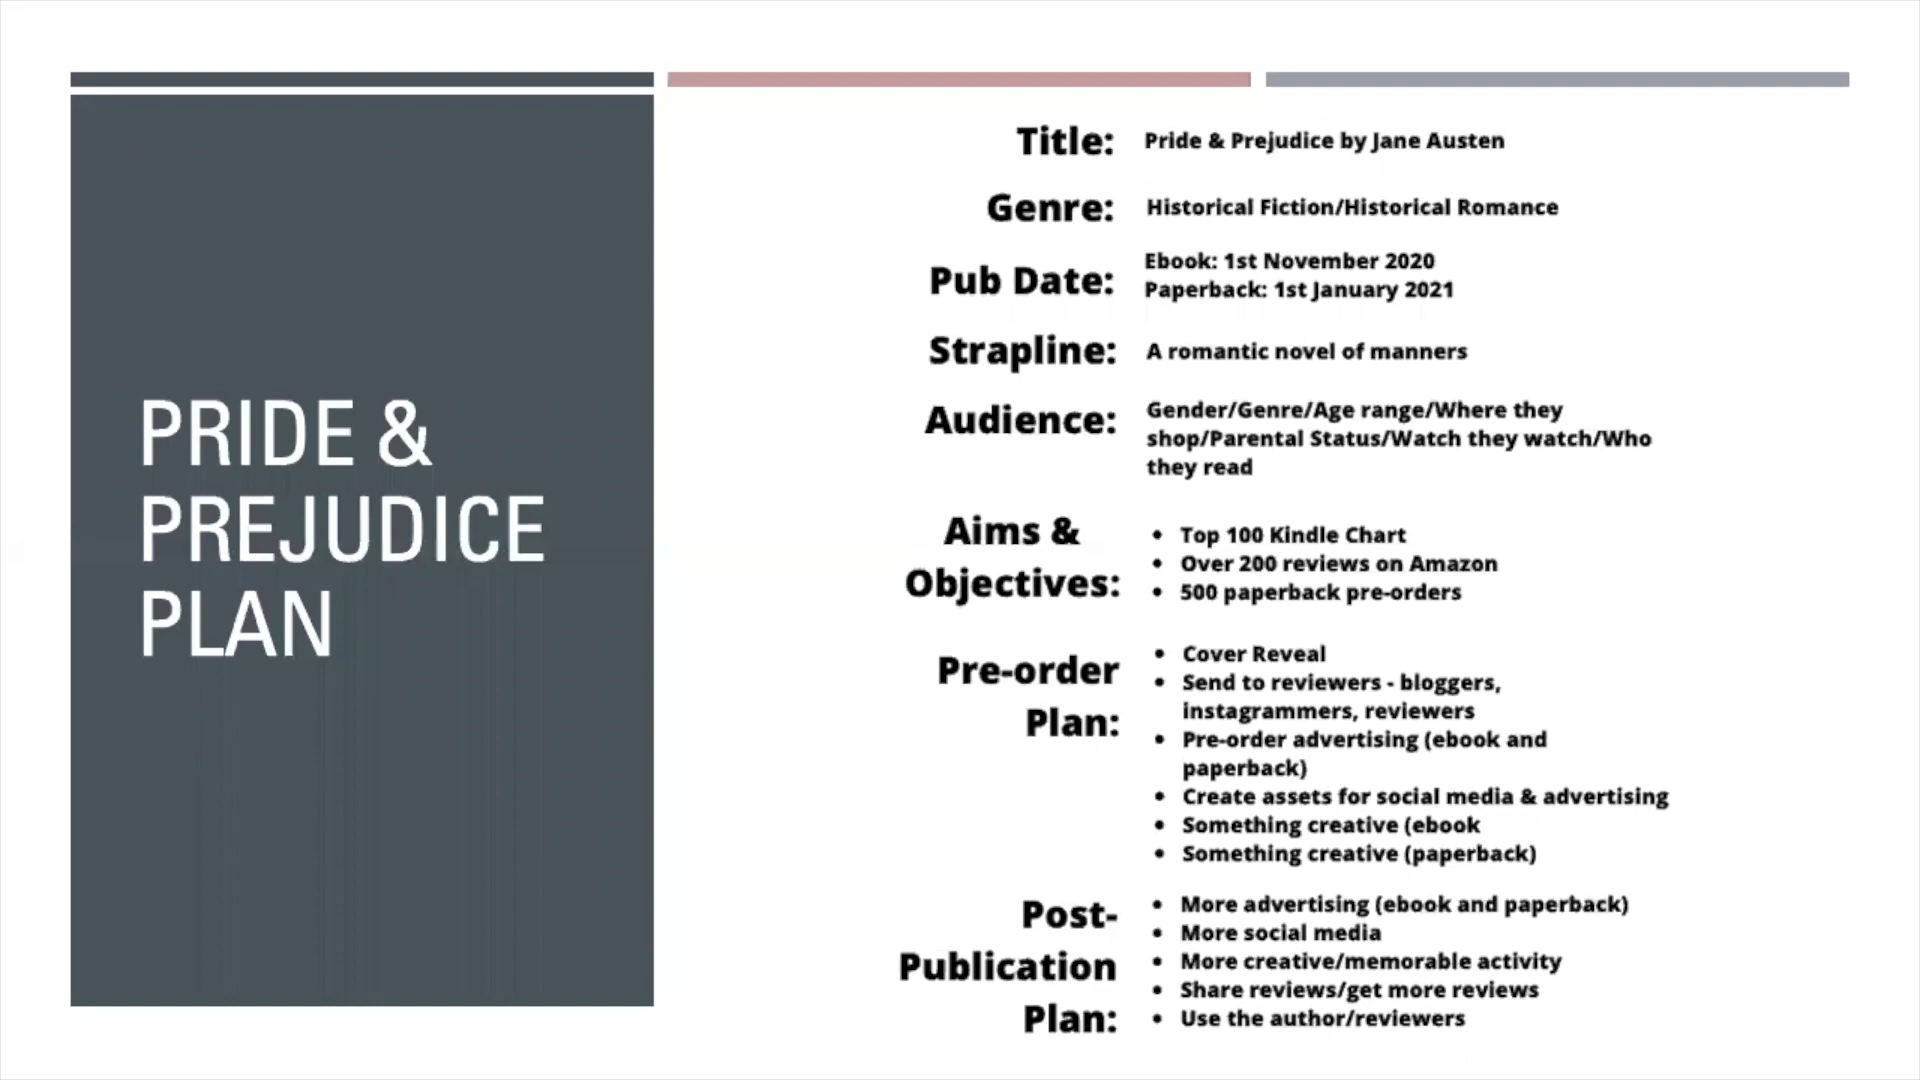 PRIDE &
PREJUDICE
PLAN
Title: Pride & Prejudice by Jane Austen
Genre: Historical Fiction/Historical Romance
Pub Date: Ebook: 1st November 2020
Paperback: 1st January 2021
Strapline: A romantic novel of manners
Audience: Gender/Genre/Age range/Where they
shop/Parental Status/Watch they watch/Who
they read
Aims &
Objectives:
• Top 100 Kindle Chart
• Over 200 reviews on Amazon
• 500 paperback pre-orders
Pre-order
Plan:
• Cover Reveal
• Send to reviewers - bloggers,
instagrammers, reviewers
• Pre-order advertising (ebook and
paperback)
• Create assets for social media & advertising
• Something creative (ebook
• Something creative (paperback)
Post-
Publication
Plan:
• More advertising (ebook and paperback)
• More social media
• More creative/memorable activity
• Share reviews/get more reviews
• Use the author/reviewers